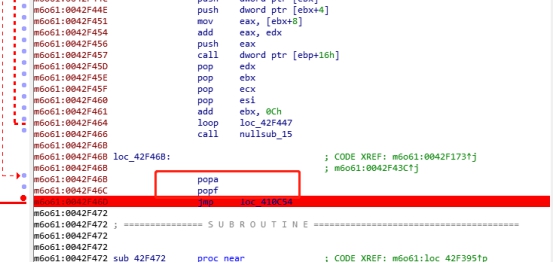 push dword ptr [ebx]
m6o61:0042F44E push dword ptr [ebx+4]
m6o61:0042F451 mov eax, [ebx+8]
m6o61:0042F454 add eax, edx
m6o61:0042F456 push eax
m6o61:0042F457 call dword ptr [ebp+16h]
m6o61:0042F45D pop edx
m6o61:0042F45E pop ebx
m6o61:0042F45F pop ecx
m6o61:0042F460 pop esi
m6o61:0042F461 add ebx, 0Ch
m6o61:0042F464 loop loc_42F447
m6o61:0042F466 call nullsub_15
m6o61:0042F46B
m6o61:0042F46B loc_42F46B: ; CODE XREF: m6o61:0042F173↑j
m6o61:0042F46B ; m6o61:0042F43C↑j
m6o61:0042F46B popa
m6o61:0042F46C popf
m6o61:0042F46D jmp loc_410C54
m6o61:0042F472
m6o61:0042F472 ; =============== S U B R O U T I N E =======================================
m6o61:0042F472
m6o61:0042F472
m6o61:0042F472 sub_42F472 proc near ; CODE XREF: m6o61:loc_42F395↑p